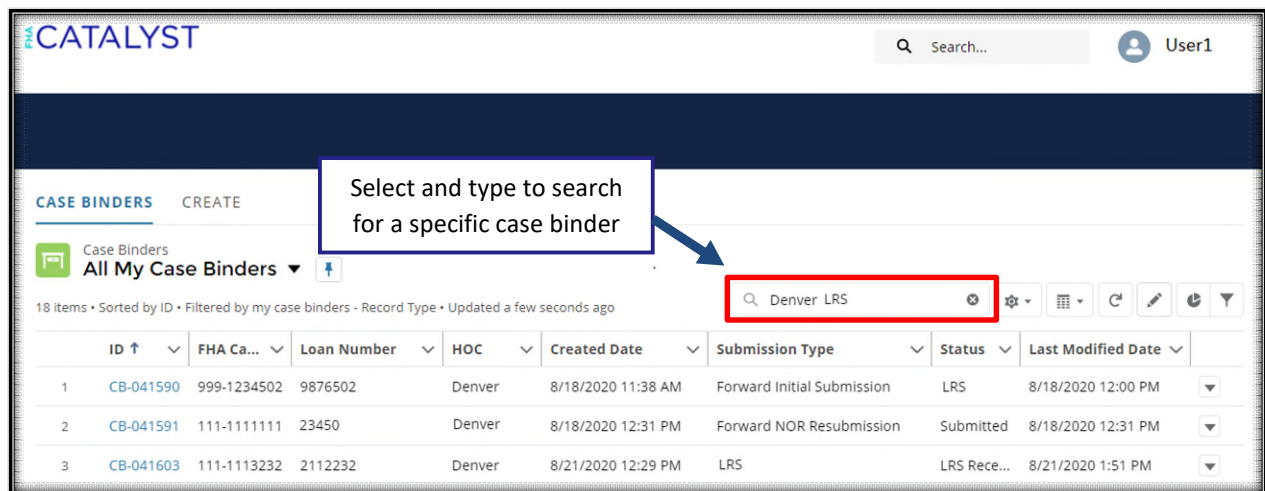 FHA CATALYST
Search...
User1
Select and type to search
for a specific case binder
CASE BINDERS CREATE
Case Binders
All My Case Binders
Denver LRS
18 items • Sorted by ID • Filtered by my case binders - Record Type • Updated a few seconds ago
ID ↑ FHA Ca... Loan Number HOC Created Date Submission Type Status Last Modified Date
1 CB-041590 999-1234502 9876502 Denver 8/18/2020 11:38 AM Forward Initial Submission LRS 8/18/2020 12:00 PM
2 CB-041591 111-1111111 23450 Denver 8/18/2020 12:31 PM Forward NOR Resubmission Submitted 8/18/2020 12:31 PM
3 CB-041603 111-1113232 2112232 Denver 8/21/2020 12:29 PM LRS LRS Rece... 8/21/2020 1:51 PM